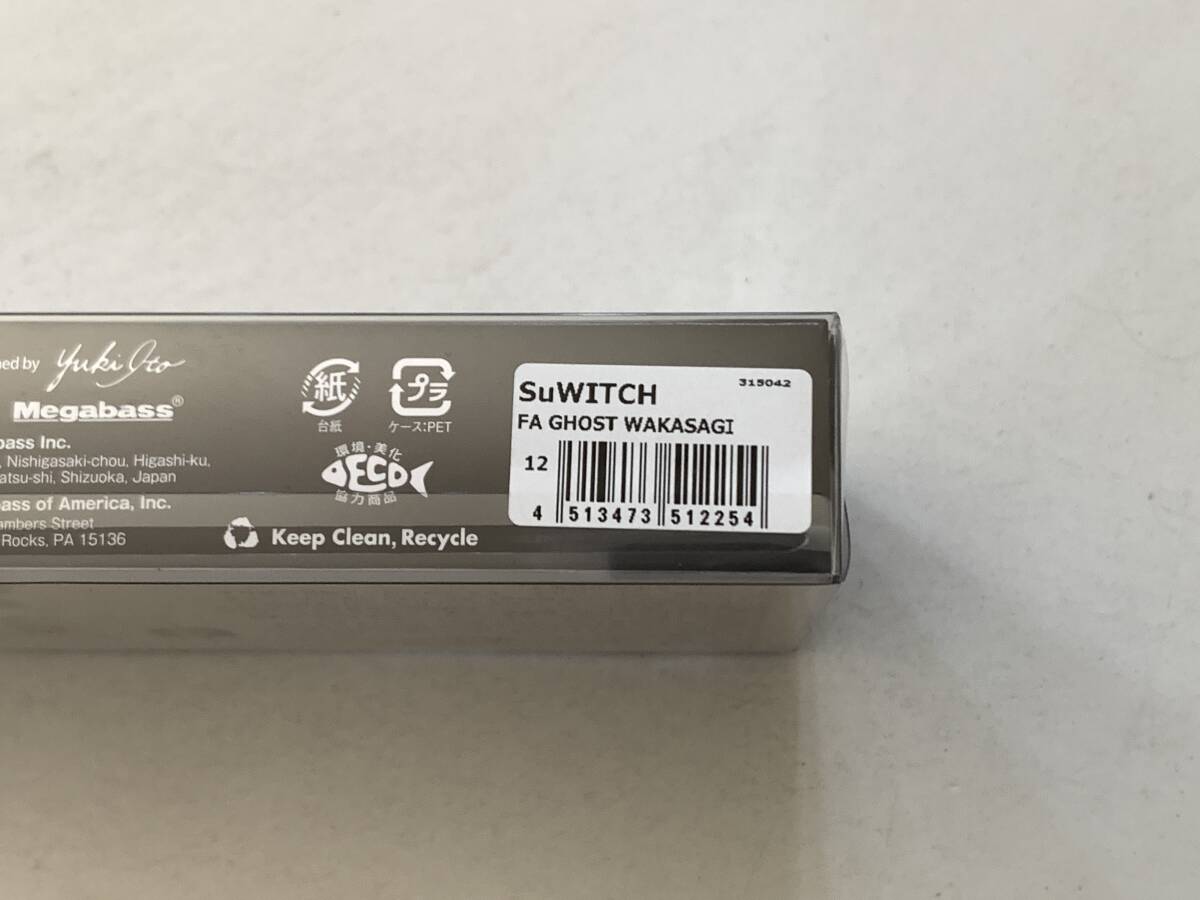 ned by Yuki Ito
Megabass®
bass Inc.
, Nishigasaki-chou, Higashi-ku,
atsu-shi, Shizuoka, Japan
bass of America, Inc.
ambers Street
Rocks, PA 15136
紙
台紙
プラ
ケース:PET
環境・美化
ECO
協力商品
Keep Clean, Recycle
SuWITCH
315042
FA GHOST WAKASAGI
12
4 513473 512254